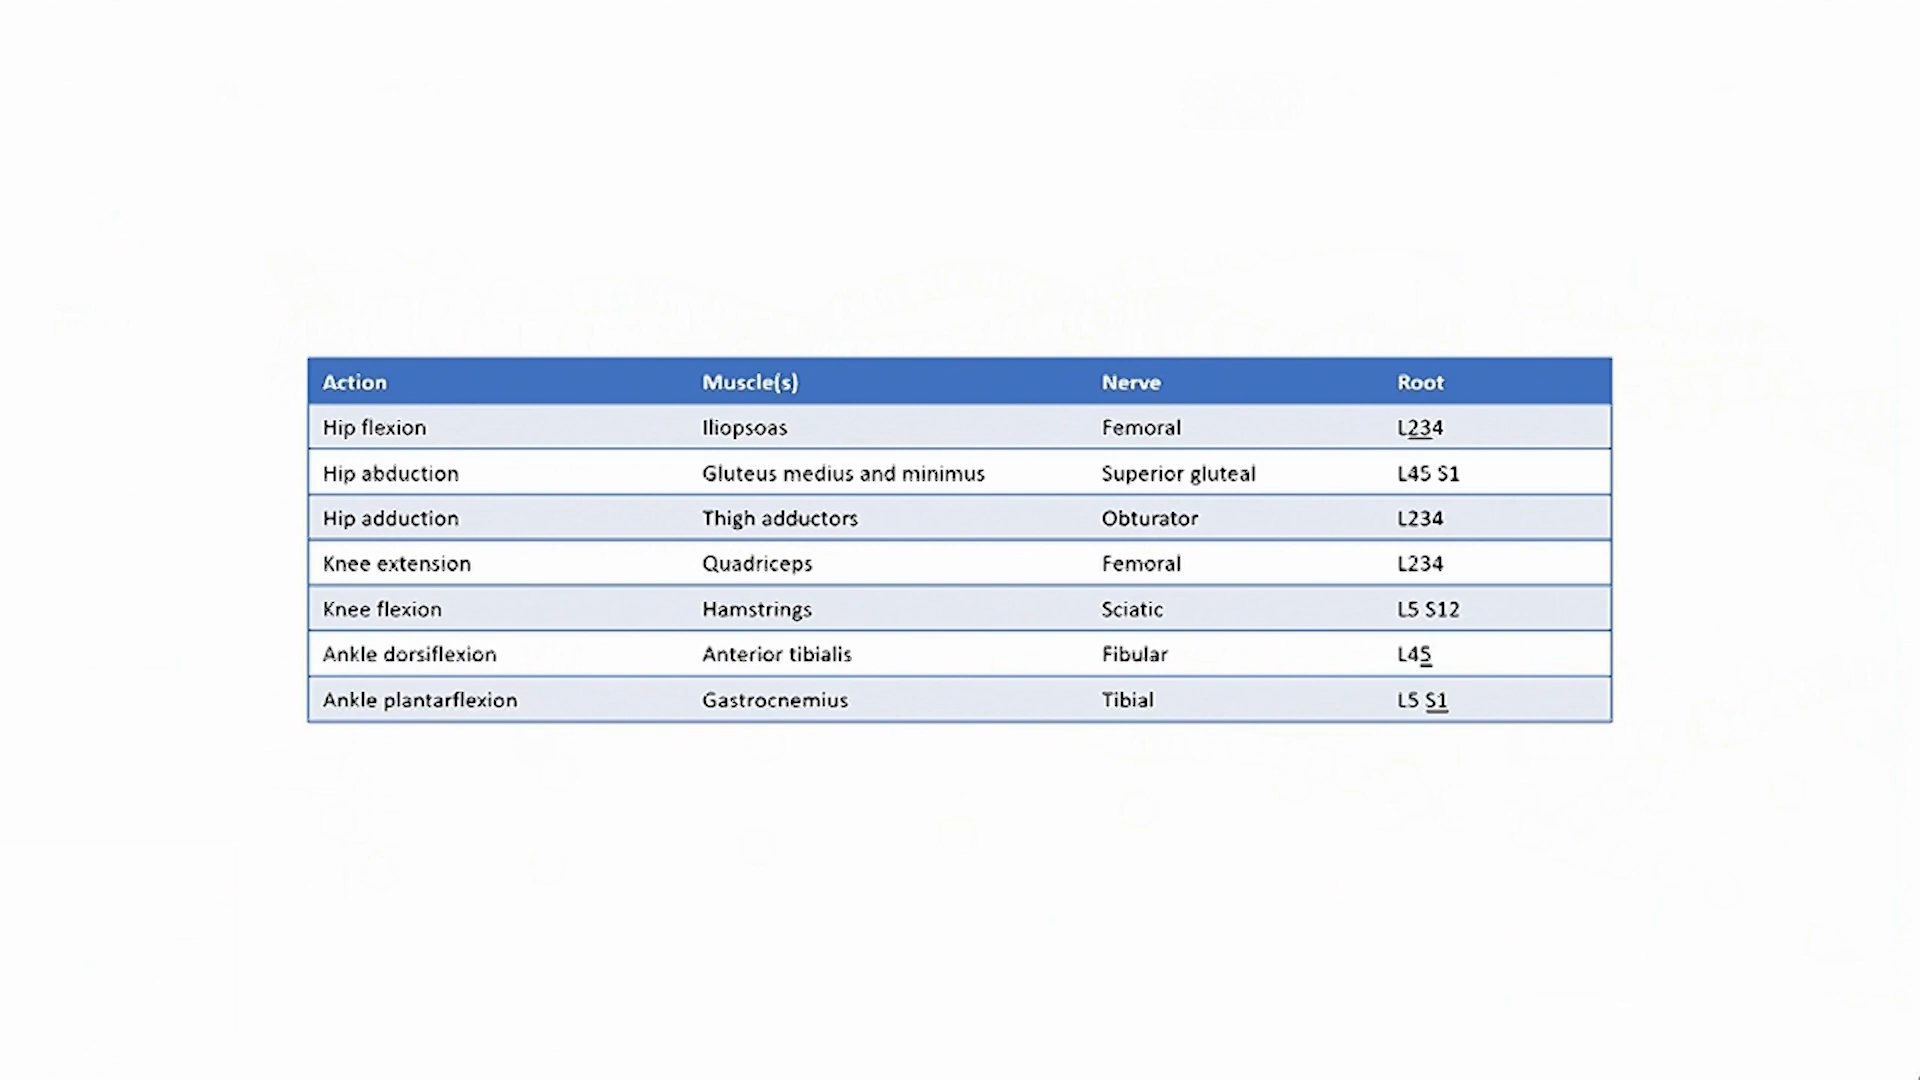 Action Muscle(s) Nerve Root
Hip flexion Iliopsoas Femoral L234
Hip abduction Gluteus medius and minimus Superior gluteal L45 S1
Hip adduction Thigh adductors Obturator L234
Knee extension Quadriceps Femoral L234
Knee flexion Hamstrings Sciatic L5 S12
Ankle dorsiflexion Anterior tibialis Fibular L45
Ankle plantarflexion Gastrocnemius Tibial L5 S1